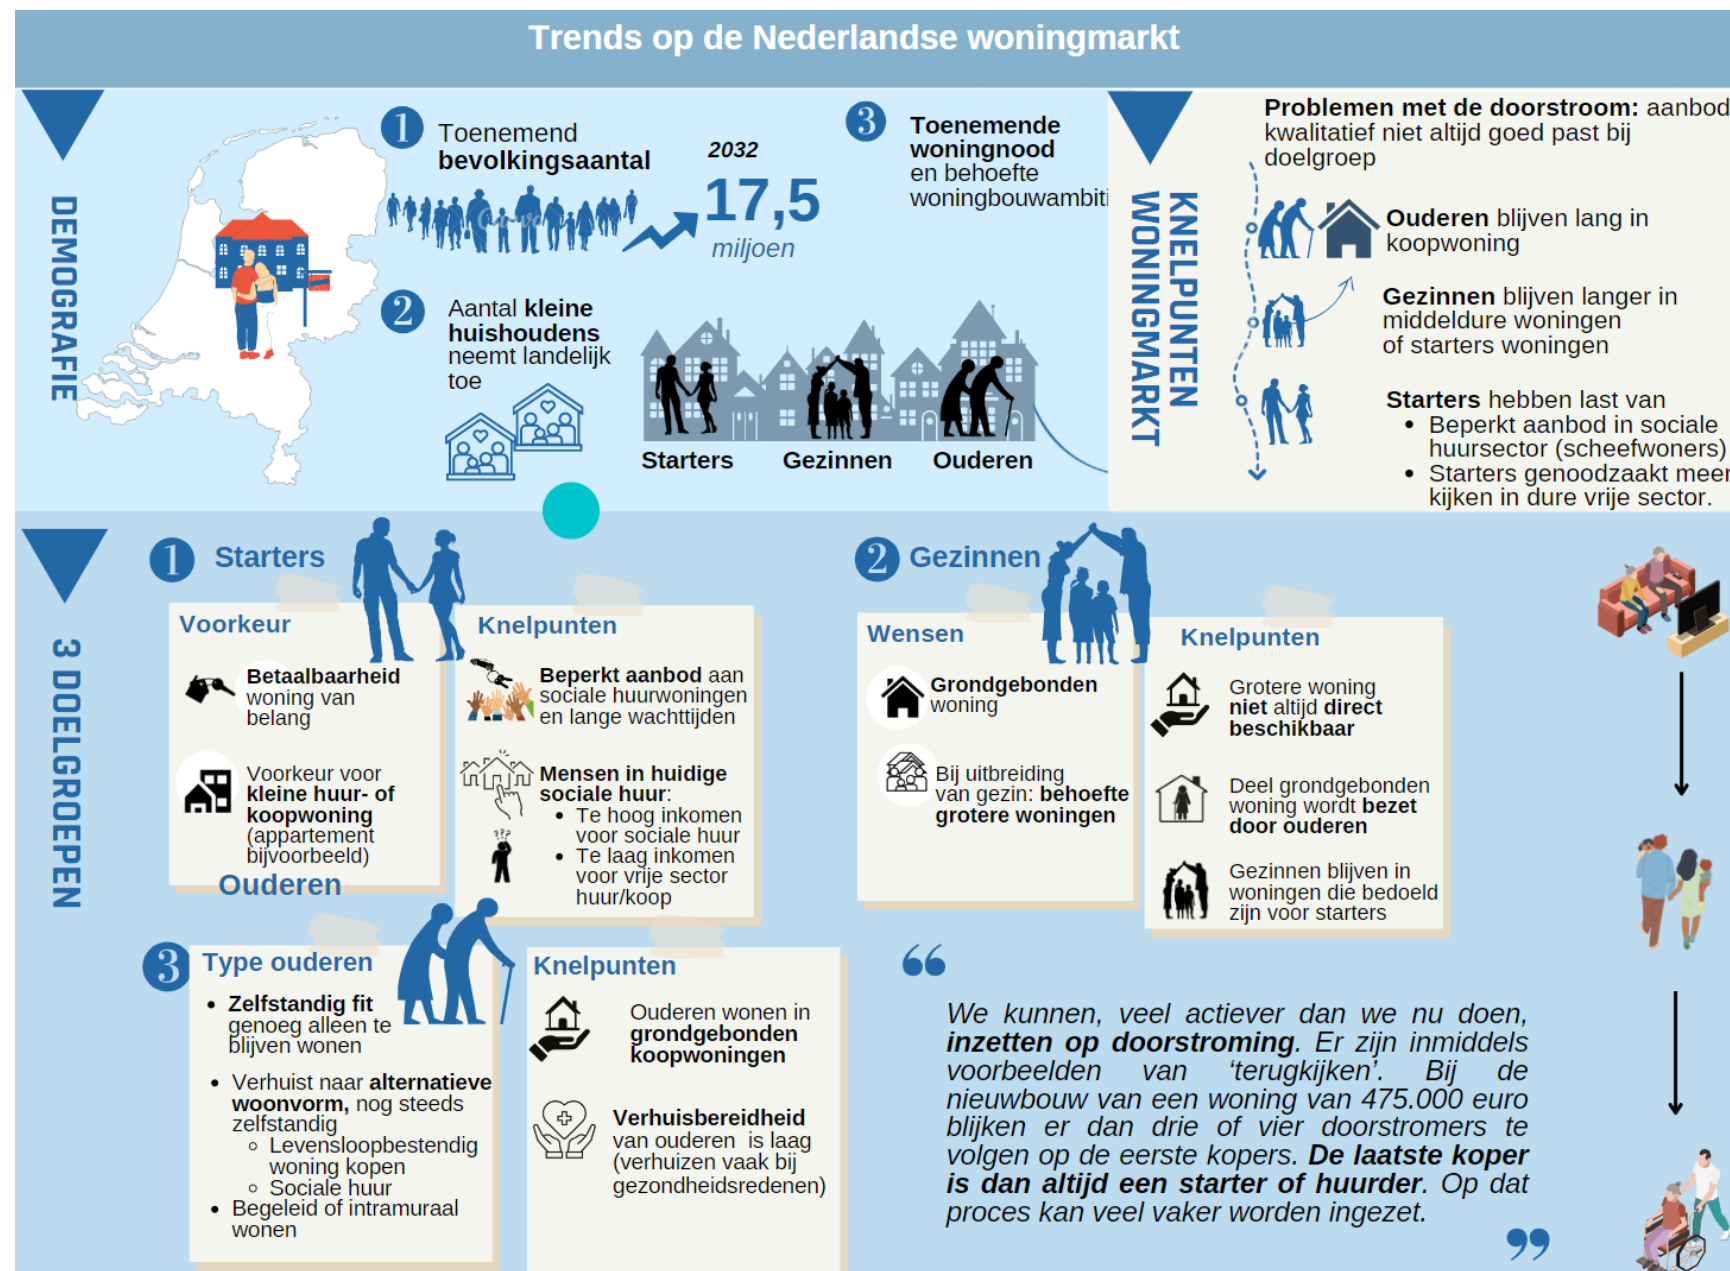 Trends op de Nederlandse woningmarkt
DEMOGRAFIE
1
Toenemend
bevolkingsaantal
2032
17,5
miljoen
2
Aantal kleine
huishoudens
neemt landelijk
toe
3
Toenemende
woningnood
en behoefte
woningbouwambiti
Starters
Gezinnen
Ouderen
KNELPUNTEN
WONINGMARKT
Problemen met de doorstroom: aanbod
kwalitatief niet altijd goed past bij
doelgroep
Ouderen blijven lang in
koopwoning
Gezinnen blijven langer in
middeldure woningen
of starters woningen
Starters hebben last van
• Beperkt aanbod in sociale
huursector (scheefwoners)
• Starters genoodzaakt meer
kijken in dure vrije sector.
3 DOELGROEPEN
1 Starters
Voorkeur
Betaalbaarheid
woning van
belang
Voorkeur voor
kleine huur- of
koopwoning
(appartement
bijvoorbeeld)
Knelpunten
Beperkt aanbod aan
sociale huurwoningen
en lange wachttijden
Mensen in huidige
sociale huur:
• Te hoog inkomen
voor sociale huur
• Te laag inkomen
voor vrije sector
huur/koop
2 Gezinnen
Wensen
Grondgebonden
woning
Bij uitbreiding
van gezin: behoefte
grotere woningen
Knelpunten
Grotere woning
niet altijd direct
beschikbaar
Deel grondgebonden
woning wordt bezet
door ouderen
Gezinnen blijven in
woningen die bedoeld
zijn voor starters
Ouderen
3
Type ouderen
• Zelfstandig fit
genoeg alleen te
blijven wonen
• Verhuist naar alternatieve
woonvorm, nog steeds
zelfstandig
◦ Levensloopbestendig
woning kopen
◦ Sociale huur
• Begeleid of intramuraal
wonen
Knelpunten
Ouderen wonen in
grondgebonden
koopwoningen
Verhuisbereidheid
van ouderen is laag
(verhuizen vaak bij
gezondheidsredenen)
“
We kunnen, veel actiever dan we nu doen,
inzetten op doorstroming. Er zijn inmiddels
voorbeelden van ‘terugkijken’. Bij de
nieuwbouw van een woning van 475.000 euro
blijken er dan drie of vier doorstromers te
volgen op de eerste kopers. De laatste koper
is dan altijd een starter of huurder. Op dat
proces kan veel vaker worden ingezet.
”